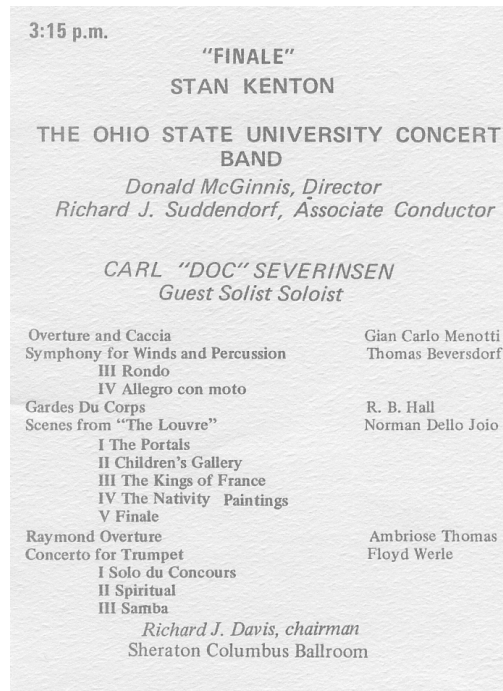 3:15 p.m.
"FINALE"
STAN KENTON
THE OHIO STATE UNIVERSITY CONCERT
BAND
Donald McGinnis, Director
Richard J. Suddendorf, Associate Conductor
CARL "DOC" SEVERINSEN
Guest Solist Soloist
Overture and Caccia Gian Carlo Menotti
Symphony for Winds and Percussion Thomas Beversdorf
III Rondo
IV Allegro con moto
Gardes Du Corps R. B. Hall
Scenes from "The Louvre" Norman Dello Joio
I The Portals
II Children's Gallery
III The Kings of France
IV The Nativity Paintings
V Finale
Raymond Overture Ambriose Thomas
Concerto for Trumpet Floyd Werle
I Solo du Concours
II Spiritual
III Samba
Richard J. Davis, chairman
Sheraton Columbus Ballroom